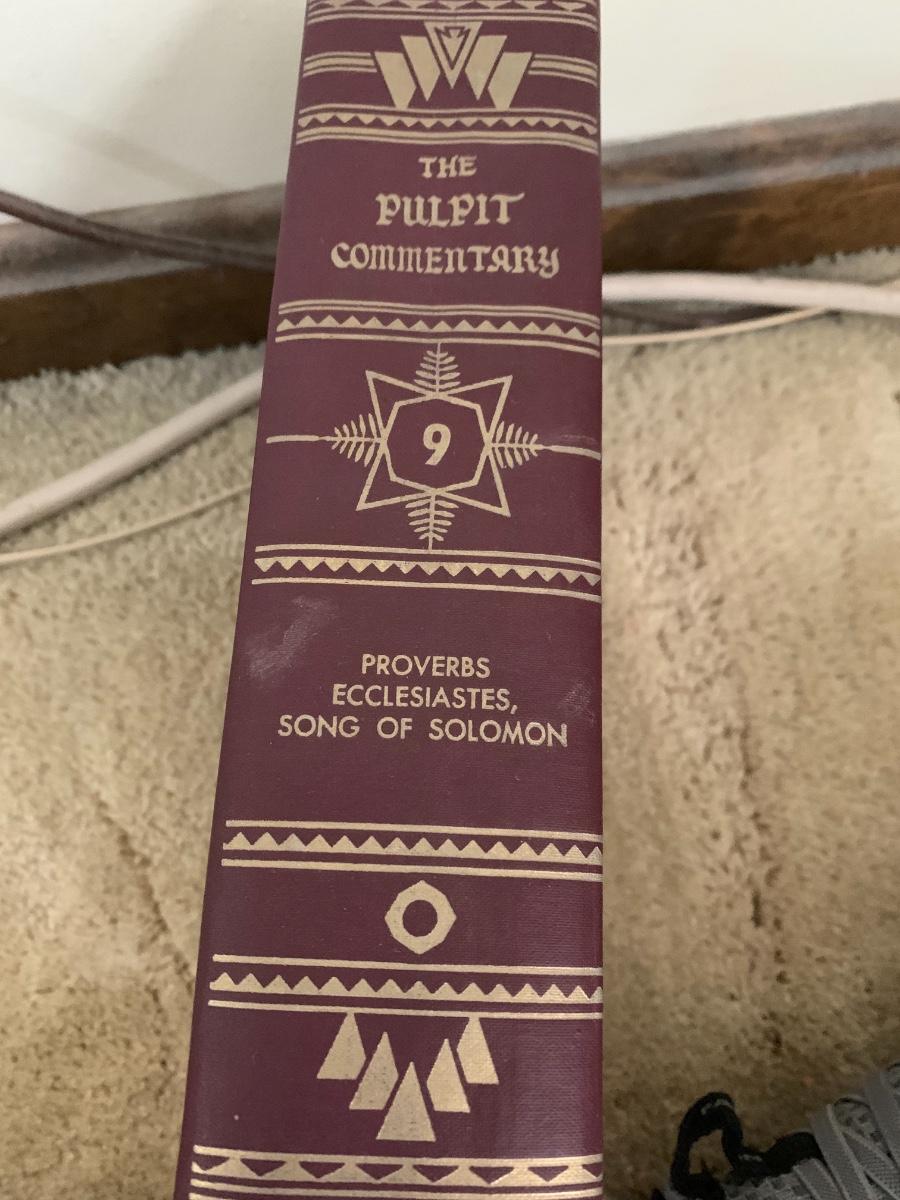 THE
PULPIT
COMMENTARY
9
PROVERBS
ECCLESIASTES,
SONG OF SOLOMON